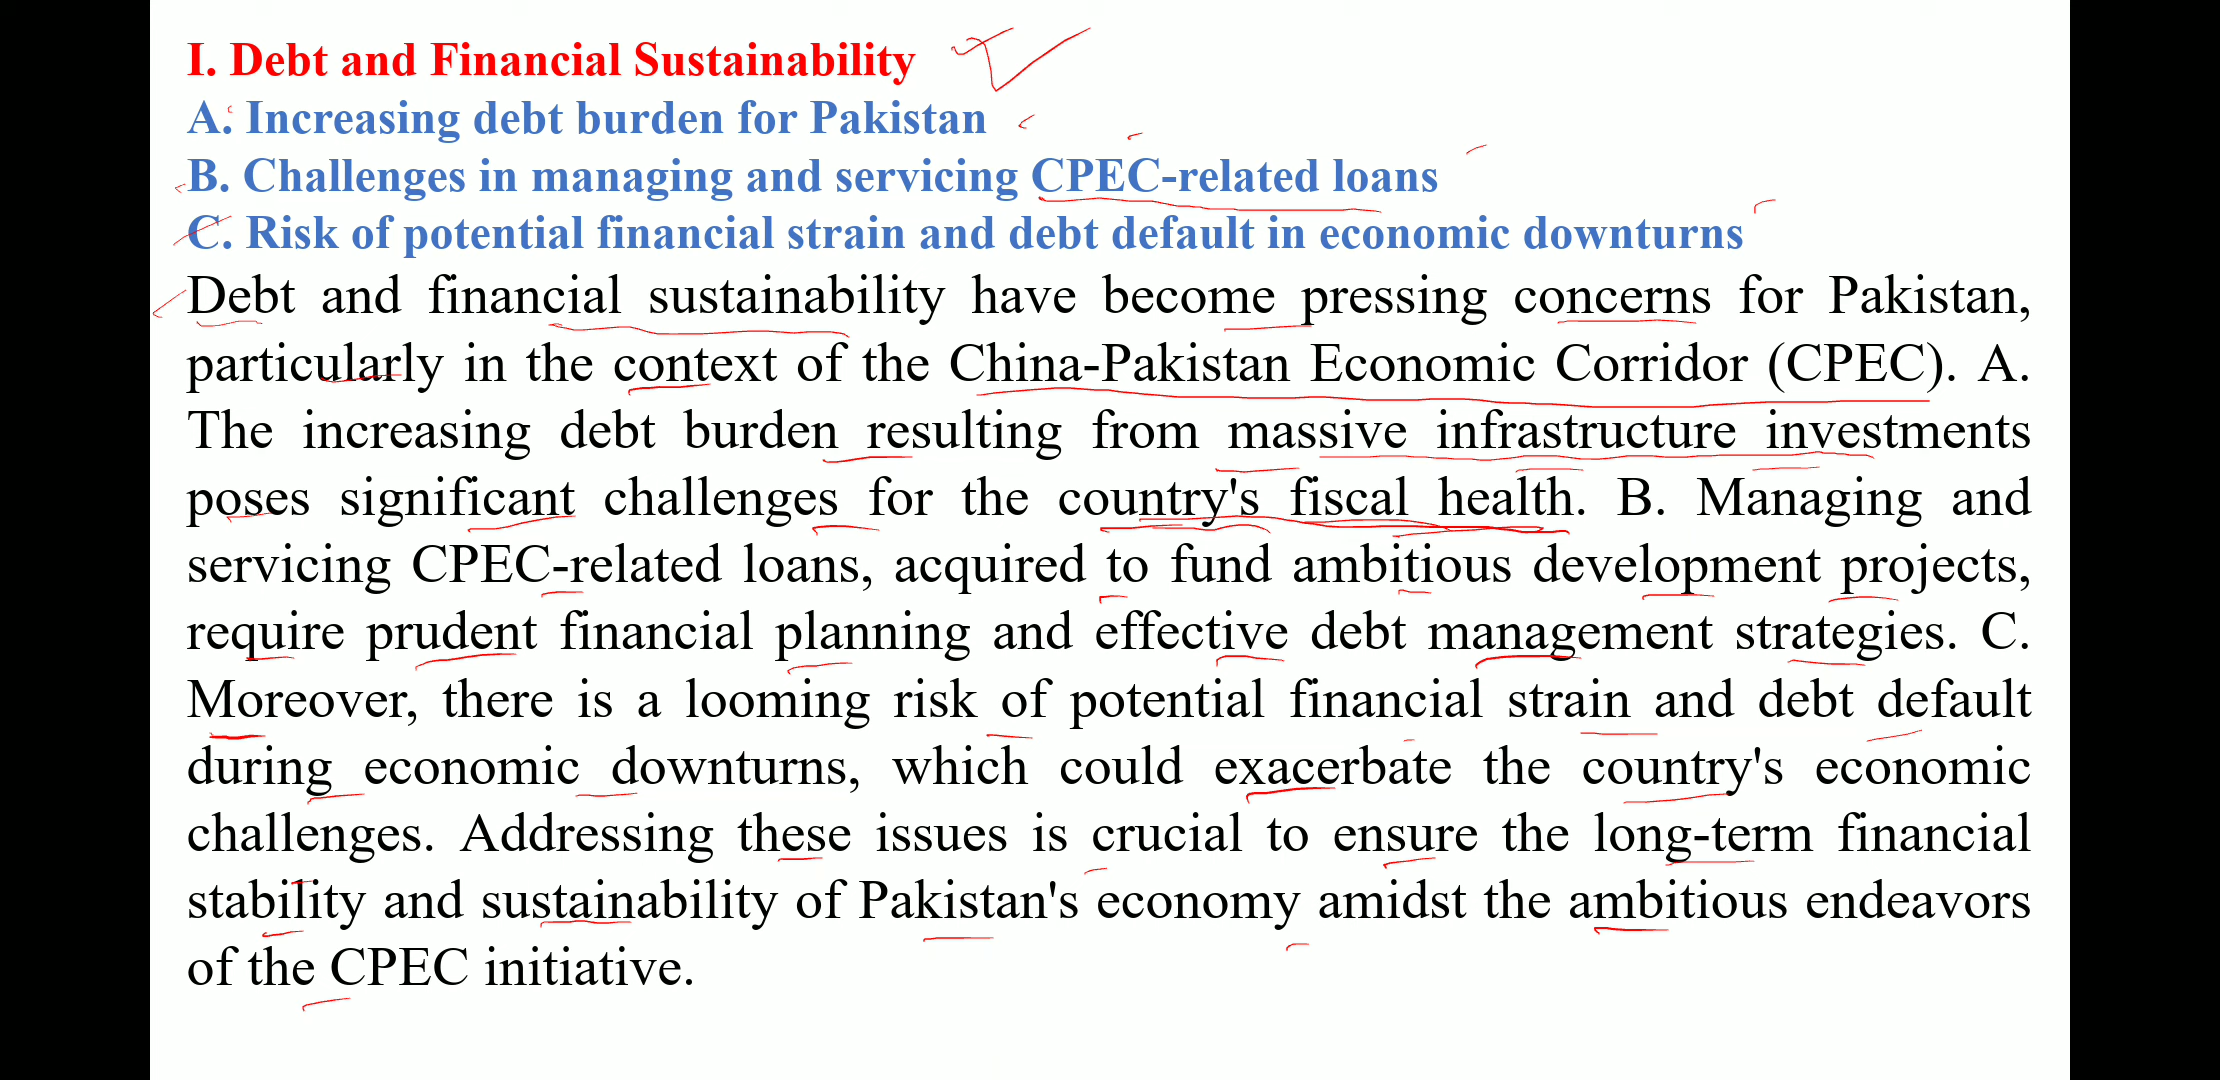 I. Debt and Financial Sustainability
A. Increasing debt burden for Pakistan
B. Challenges in managing and servicing CPEC-related loans
C. Risk of potential financial strain and debt default in economic downturns
Debt and financial sustainability have become pressing concerns for Pakistan,
particularly in the context of the China-Pakistan Economic Corridor (CPEC). A.
The increasing debt burden resulting from massive infrastructure investments
poses significant challenges for the country's fiscal health. B. Managing and
servicing CPEC-related loans, acquired to fund ambitious development projects,
require prudent financial planning and effective debt management strategies. C.
Moreover, there is a looming risk of potential financial strain and debt default
during economic downturns, which could exacerbate the country's economic
challenges. Addressing these issues is crucial to ensure the long-term financial
stability and sustainability of Pakistan's economy amidst the ambitious endeavors
of the CPEC initiative.